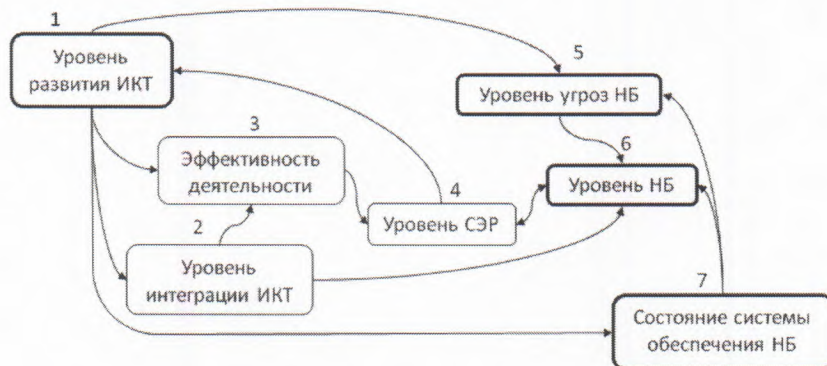 1
Уровень
развития ИКТ
5
Уровень угроз НБ
3
Эффективность
деятельности
6
Уровень НБ
4
Уровень СЭР
2
Уровень
интеграции ИКТ
7
Состояние системы
обеспечения НБ